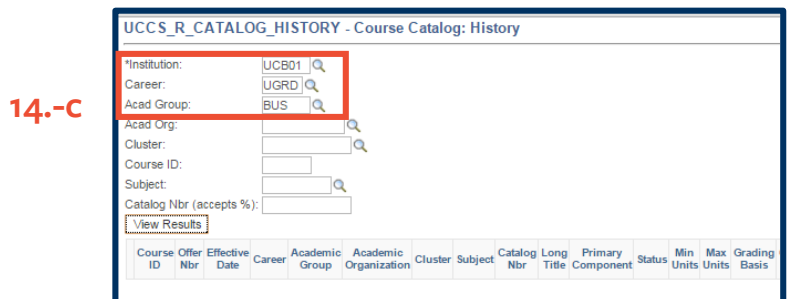 UCCS_R_CATALOG_HISTORY - Course Catalog: History
*Institution: UCB01
Career: UGRD
14.-c
Acad Group: BUS
Acad Org:
Cluster:
Course ID:
Subject:
Catalog Nbr (accepts %):
View Results
Course ID Offer Nbr Effective Date Career Academic Group Academic Organization Cluster Subject Catalog Nbr Long Title Primary Component Status Min Units Max Units Grading Basis